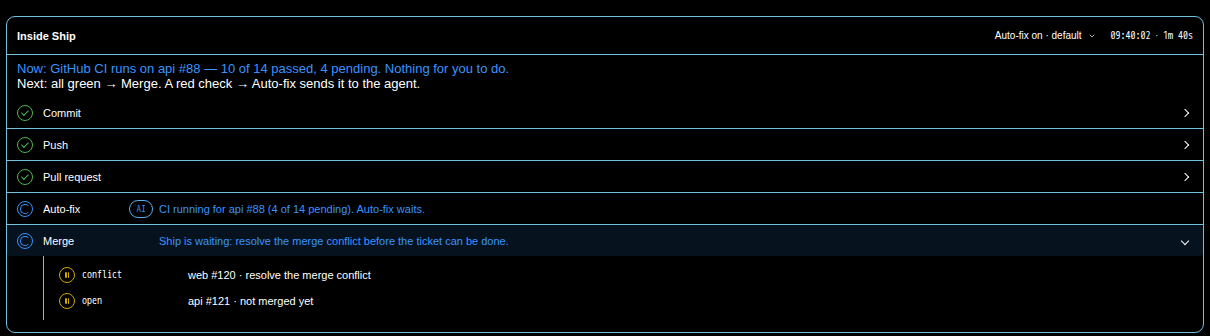 Inside Ship
Auto-fix on · default
09:40:02 · 1m 40s
Now: GitHub CI runs on api #88 — 10 of 14 passed, 4 pending. Nothing for you to do.
Next: all green → Merge. A red check → Auto-fix sends it to the agent.
Commit
Push
Pull request
Auto-fix AI CI running for api #88 (4 of 14 pending). Auto-fix waits.
Merge Ship is waiting: resolve the merge conflict before the ticket can be done.
conflict web #120 · resolve the merge conflict
open api #121 · not merged yet